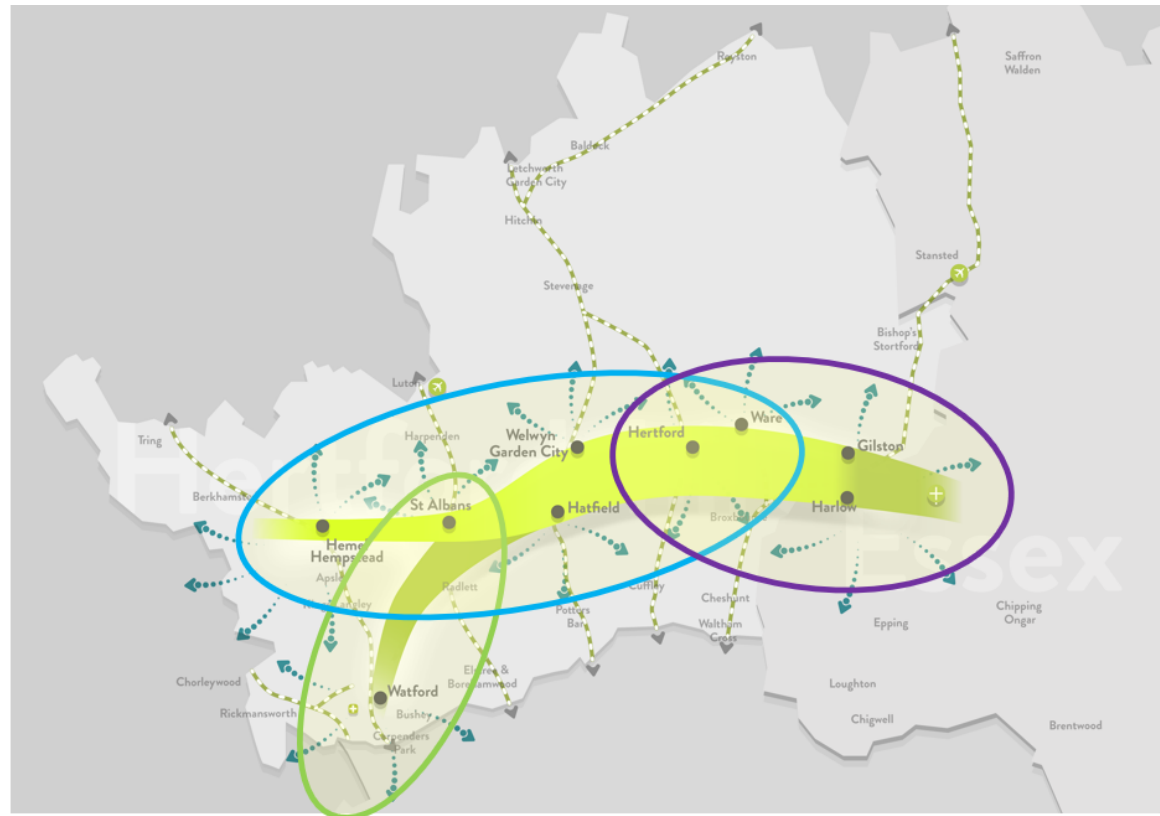 Royston
Saffron
Walden
Baldock
Letchworth
Garden City
Hitchin
Stansted
Stevenage
Bishop's
Stortford
Luton
Ware
Tring
Harpenden
Welwyn
Garden City
Hertford
Gilston
Berkhamsted
St Albans
Hatfield
Harlow
Broxbourne
Hemel
Hempstead
Essex
Apsley
Radlett
Kings Langley
Cuffley
Cheshunt
Potters
Bar
Waltham
Cross
Epping
Chipping
Ongar
Elstree &
Borehamwood
Chorleywood
Watford
Loughton
Rickmansworth
Bushey
Chigwell
Brentwood
Carpenders
Park